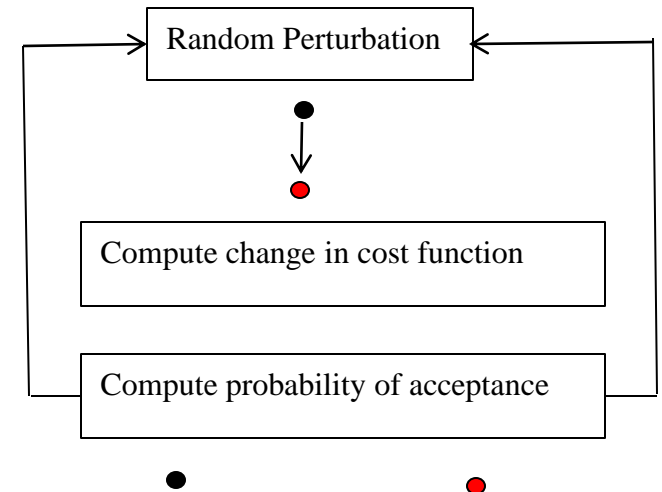 Random Perturbation
Compute change in cost function
Compute probability of acceptance